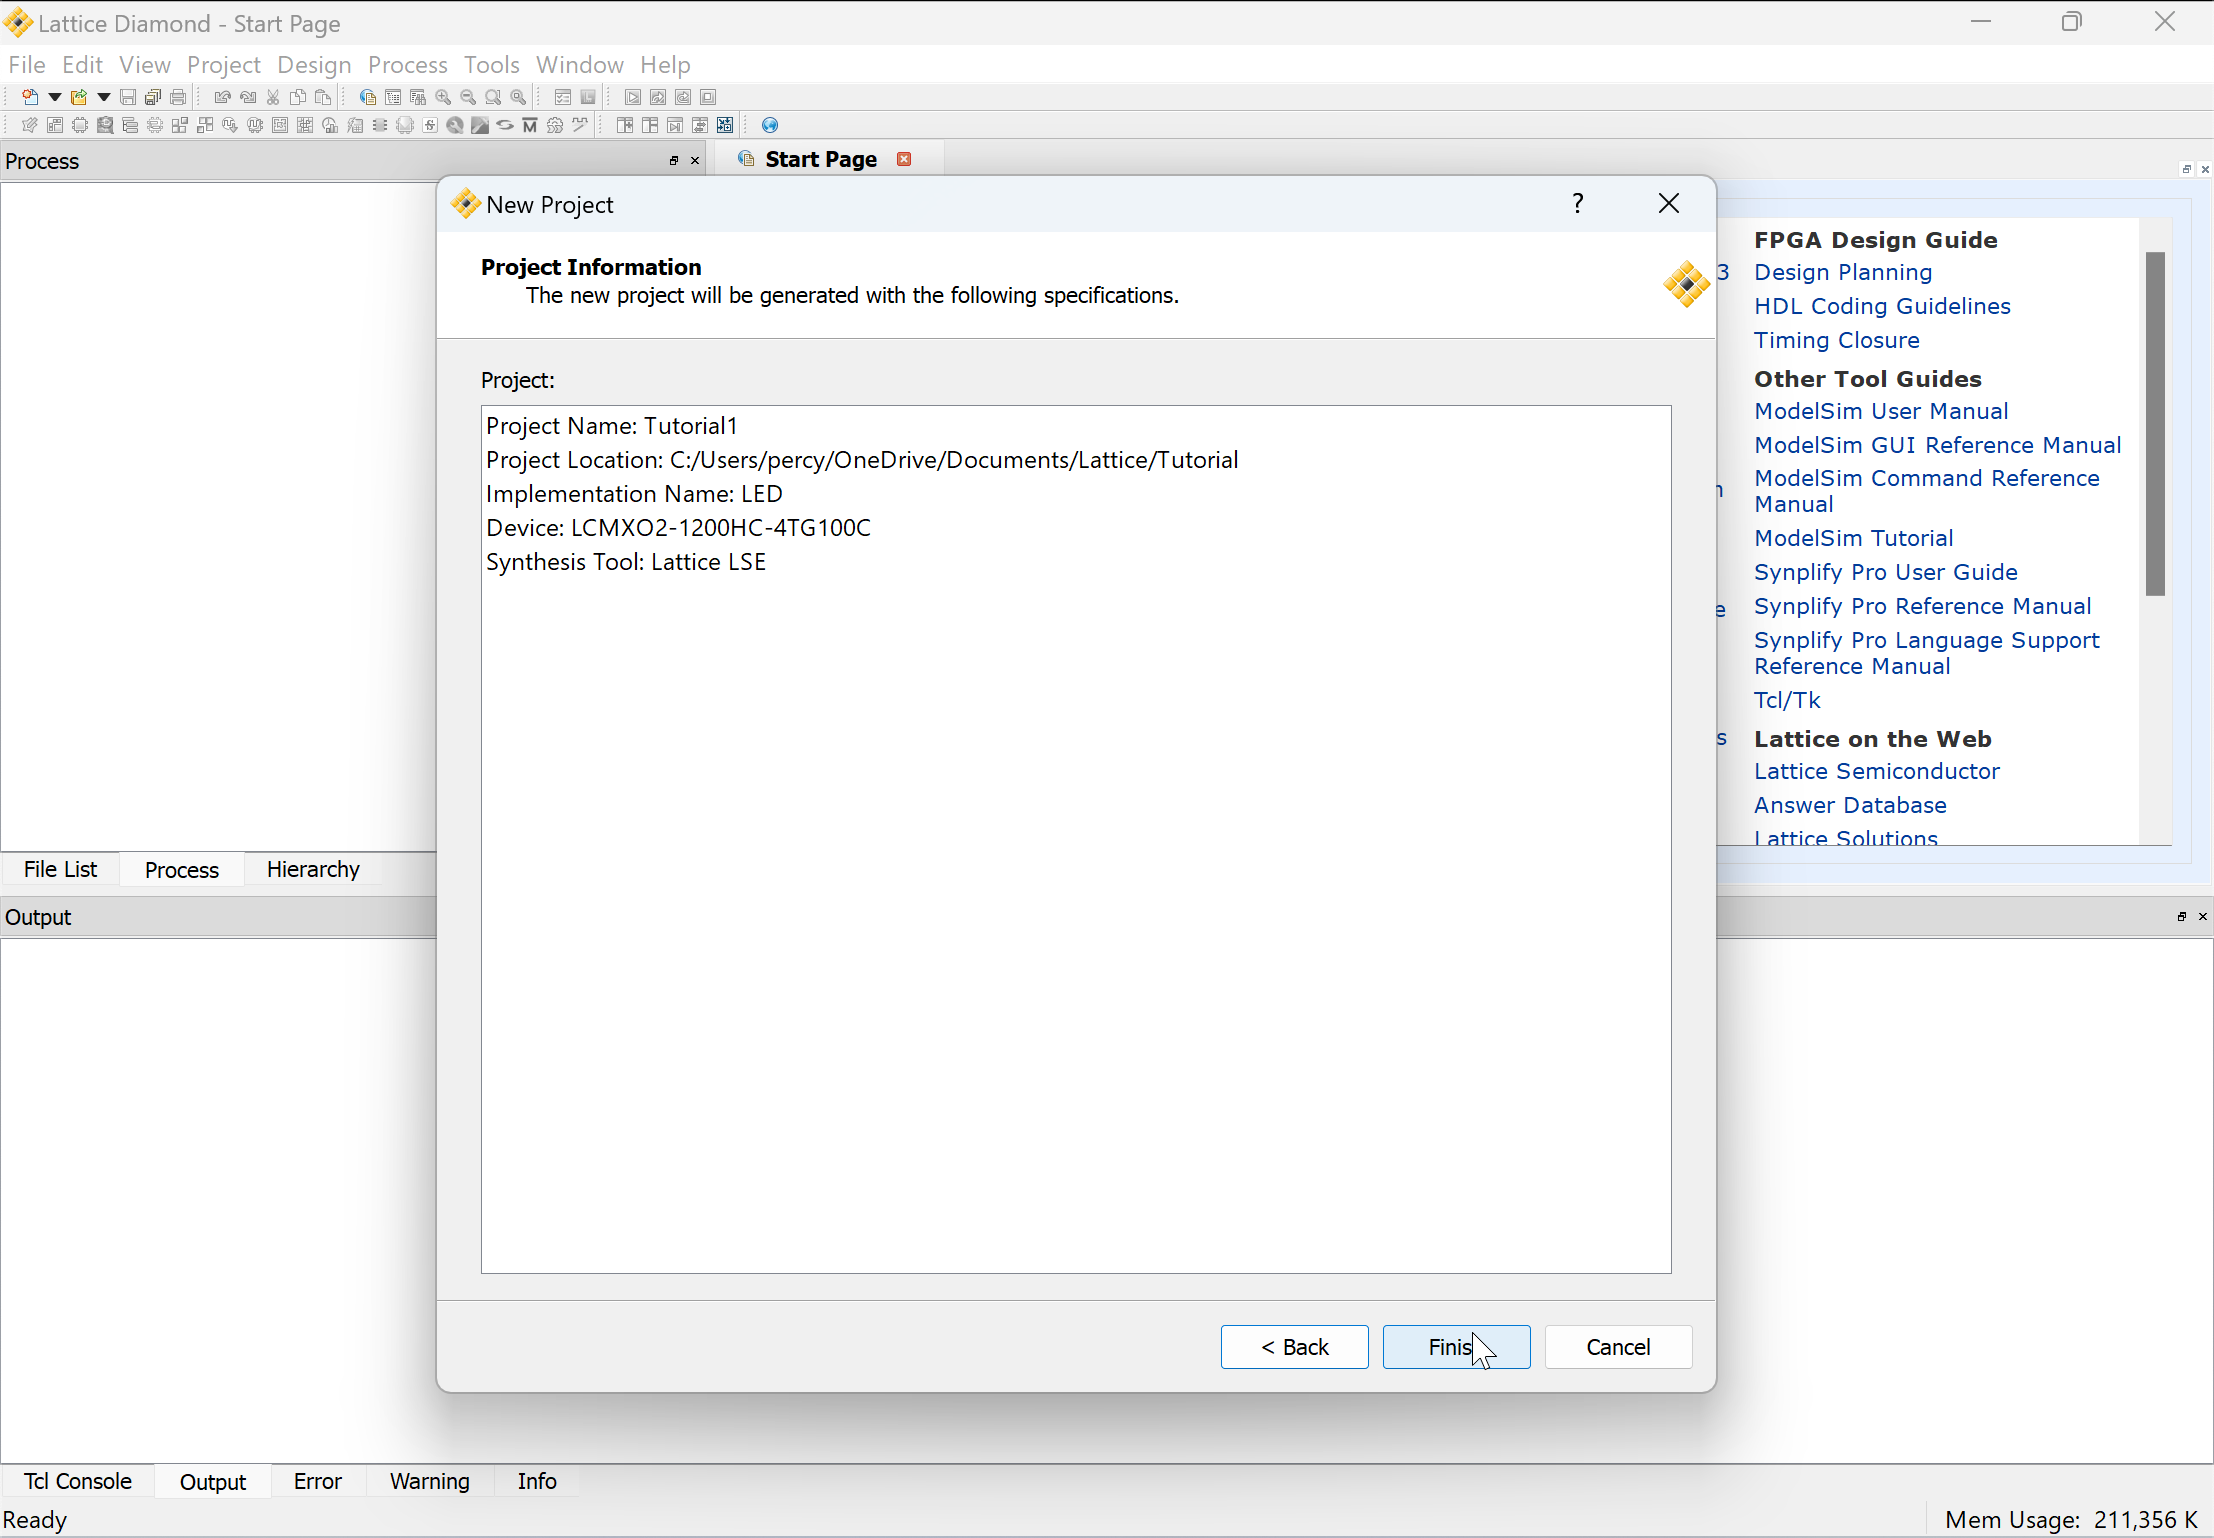 Lattice Diamond - Start Page
File Edit View Project Design Process Tools Window Help
Process
Start Page
New Project
?
Project Information
The new project will be generated with the following specifications.
Project:
Project Name: Tutorial1
Project Location: C:/Users/percy/OneDrive/Documents/Lattice/Tutorial
Implementation Name: LED
Device: LCMXO2-1200HC-4TG100C
Synthesis Tool: Lattice LSE
< Back
Finis
Cancel
FPGA Design Guide
3 Design Planning
HDL Coding Guidelines
Timing Closure
Other Tool Guides
ModelSim User Manual
ModelSim GUI Reference Manual
ModelSim Command Reference
Manual
ModelSim Tutorial
Synplify Pro User Guide
e Synplify Pro Reference Manual
Synplify Pro Language Support
Reference Manual
Tcl/Tk
s Lattice on the Web
Lattice Semiconductor
Answer Database
Lattice Solutions
File List Process Hierarchy
Output
Tcl Console Output Error Warning Info
Ready
Mem Usage: 211,356 K